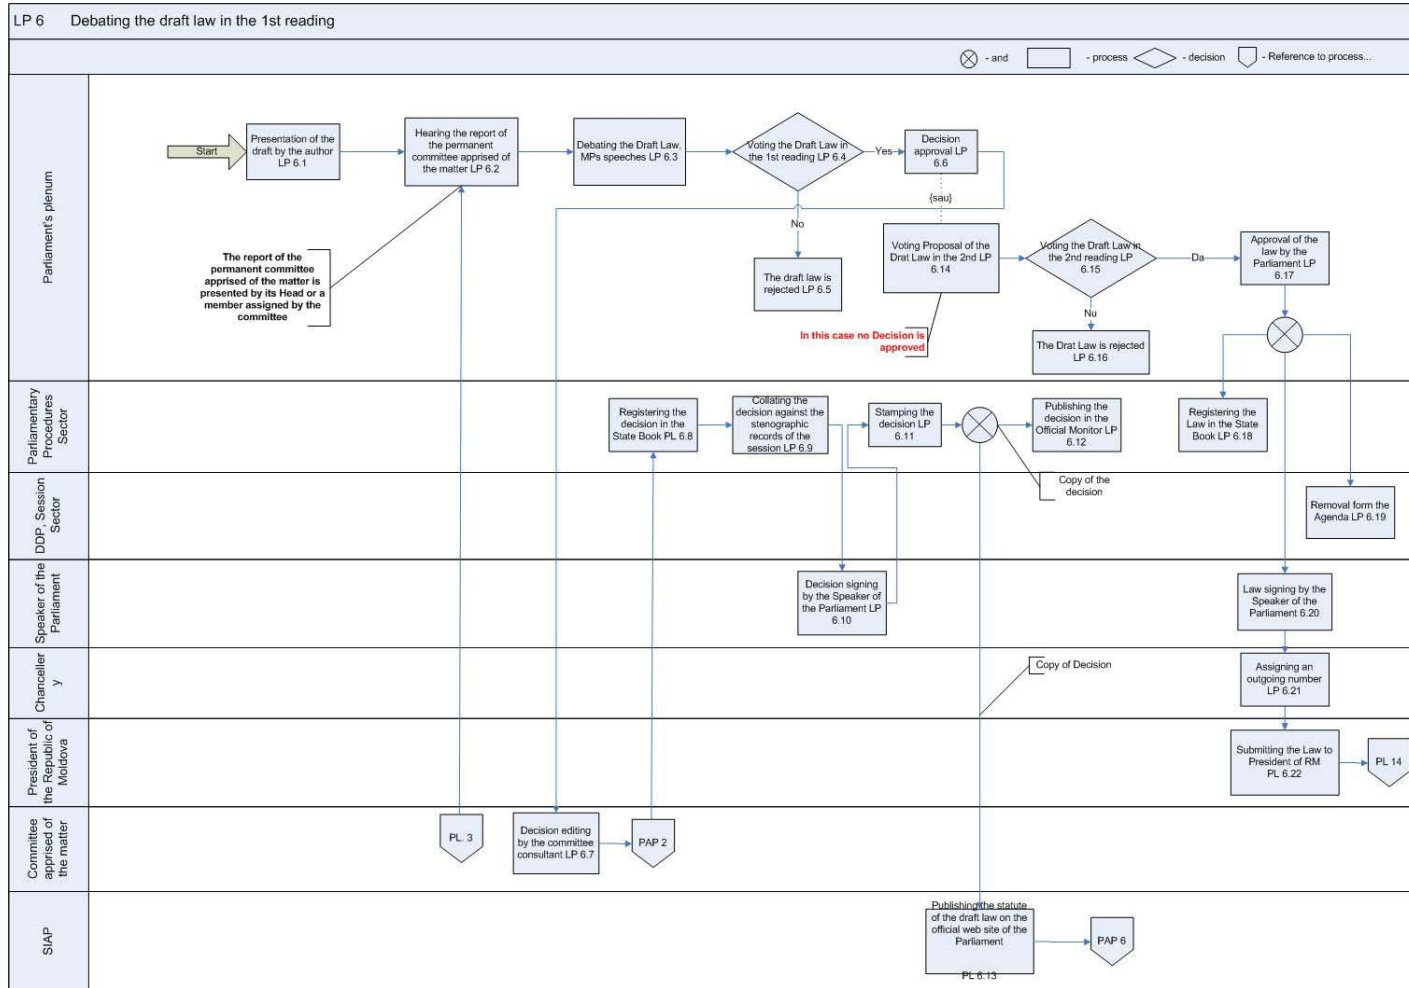 LP 6 Debating the draft law in the 1st reading
- and
- process
- decision
- Reference to process...
Parliament's plenum
Start
Presentation of the
draft by the author
LP 6.1
Hearing the report of
the permanent
committee apprised of
the matter LP 6.2
Debating the Draft Law,
MPs speeches LP 6.3
Voting the Draft Law in
the 1st reading LP 6.4
Yes
Decision
approval LP
6.6
{sau}
No
The draft law is
rejected LP 6.5
Voting Proposal of the
Drat Law in the 2nd LP
6.14
Voting the Draft Law in
the 2nd reading LP
6.15
Da
Approval of the
law by the
Parliament LP
6.17
Nu
The Drat Law is rejected
LP 6.16
The report of the
permanent committee
apprised of the matter is
presented by its Head or a
member assigned by the
committee
In this case no Decision is
approved
Parliamentary
Procedures
Sector
Registering the
decision in the
State Book PL 6.8
Collating the
decision against the
stenographic
records of the
session LP 6.9
Stamping the
decision LP
6.11
Publishing the
decision in the
Official Monitor LP
6.12
Registering the
Law in the State
Book LP 6.18
DDP, Session
Sector
Copy of the
decision
Removal form the
Agenda LP 6.19
Speaker of the
Parliament
Decision signing
by the Speaker of
the Parliament LP
6.10
Law signing by the
Speaker of the
Parliament 6.20
Chanceller
y
Copy of Decision
Assigning an
outgoing number
LP 6.21
President of
the Republic of
Moldova
Submitting the Law to
President of RM
PL 6.22
PL 14
Committee
apprised of
the matter
PL. 3
Decision editing
by the committee
consultant LP 6.7
PAP 2
SIAP
Publishing the statute
of the draft law on the
official web site of the
Parliament
PL 6.13
PAP 6